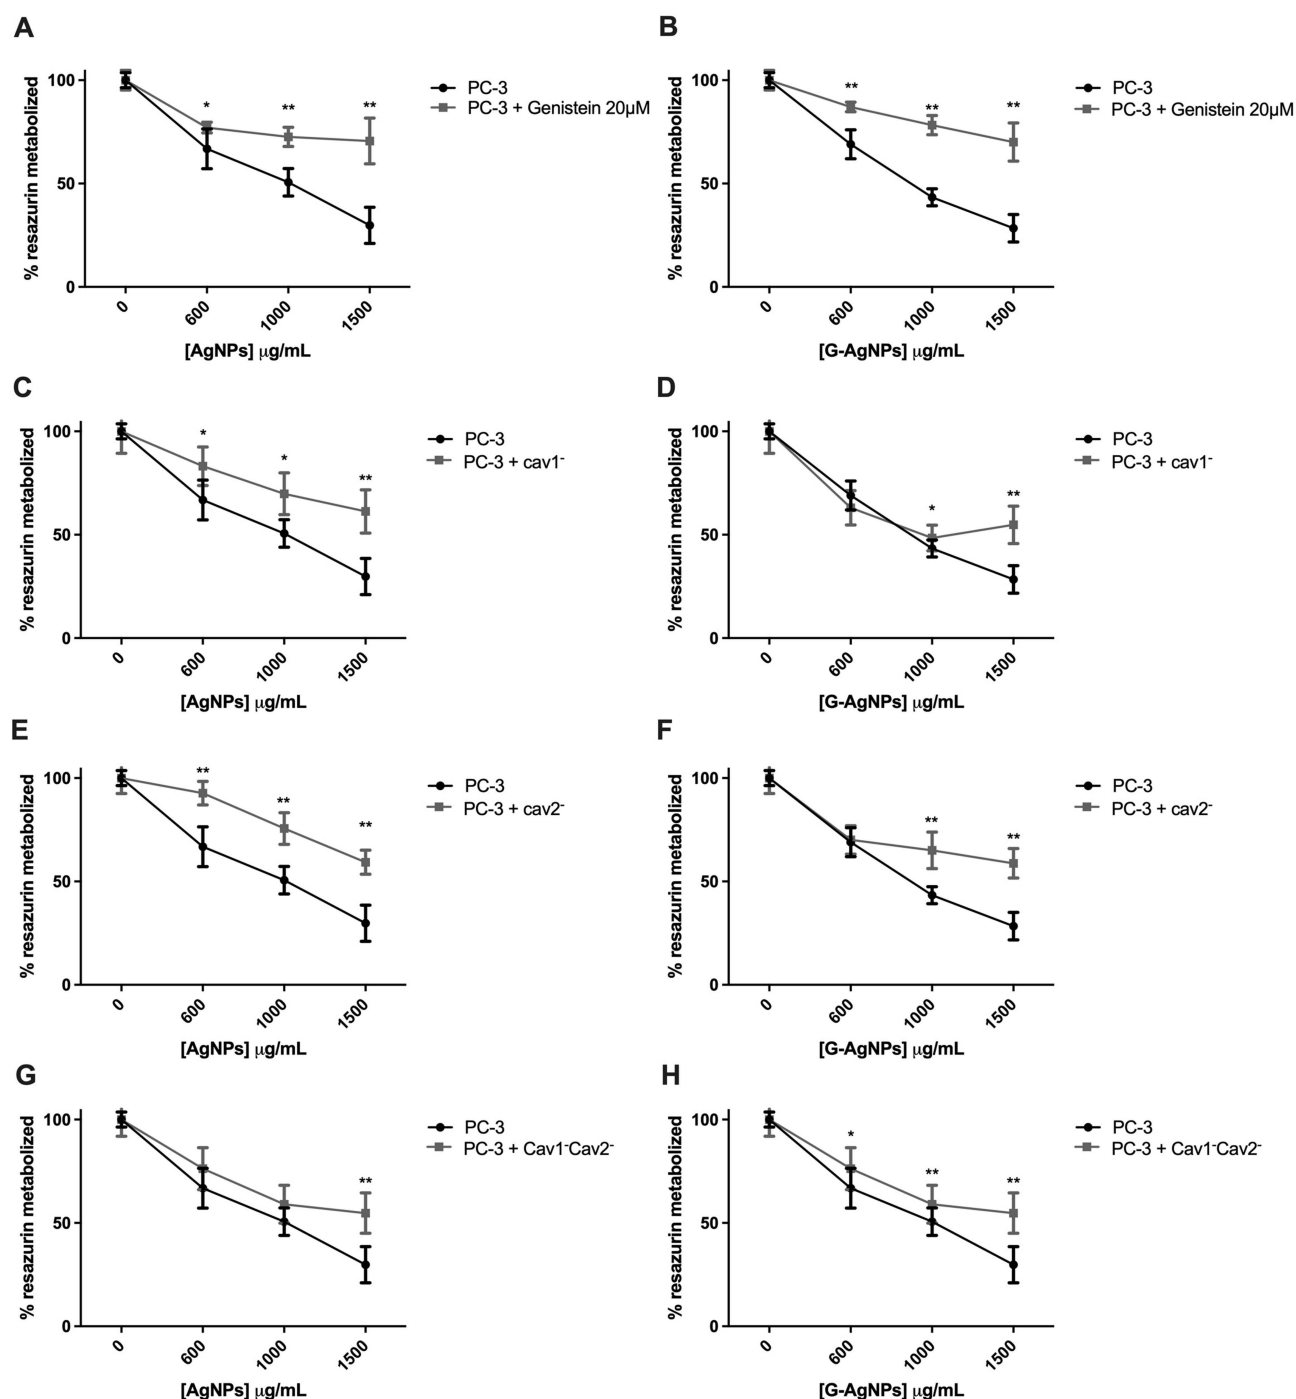 A
100
50
0
% resazurin metabolized
*
**
**
PC-3
PC-3 + Genistein 20µM
0
600
1000
1500
[AgNPs] µg/mL
B
100
50
0
% resazurin metabolized
**
**
**
PC-3
PC-3 + Genistein 20µM
0
600
1000
1500
[G-AgNPs] µg/mL
C
100
50
0
% resazurin metabolized
*
*
**
PC-3
PC-3 + cav1⁻
0
600
1000
1500
[AgNPs] µg/mL
D
100
50
0
% resazurin metabolized
*
**
PC-3
PC-3 + cav1⁻
0
600
1000
1500
[G-AgNPs] µg/mL
E
100
50
0
% resazurin metabolized
**
**
**
PC-3
PC-3 + cav2⁻
0
600
1000
1500
[AgNPs] µg/mL
F
100
50
0
% resazurin metabolized
**
**
PC-3
PC-3 + cav2⁻
0
600
1000
1500
[G-AgNPs] µg/mL
G
100
50
0
% resazurin metabolized
**
PC-3
PC-3 + Cav1⁻Cav2⁻
0
600
1000
1500
[AgNPs] µg/mL
H
100
50
0
% resazurin metabolized
*
**
**
PC-3
PC-3 + Cav1⁻Cav2⁻
0
600
1000
1500
[G-AgNPs] µg/mL